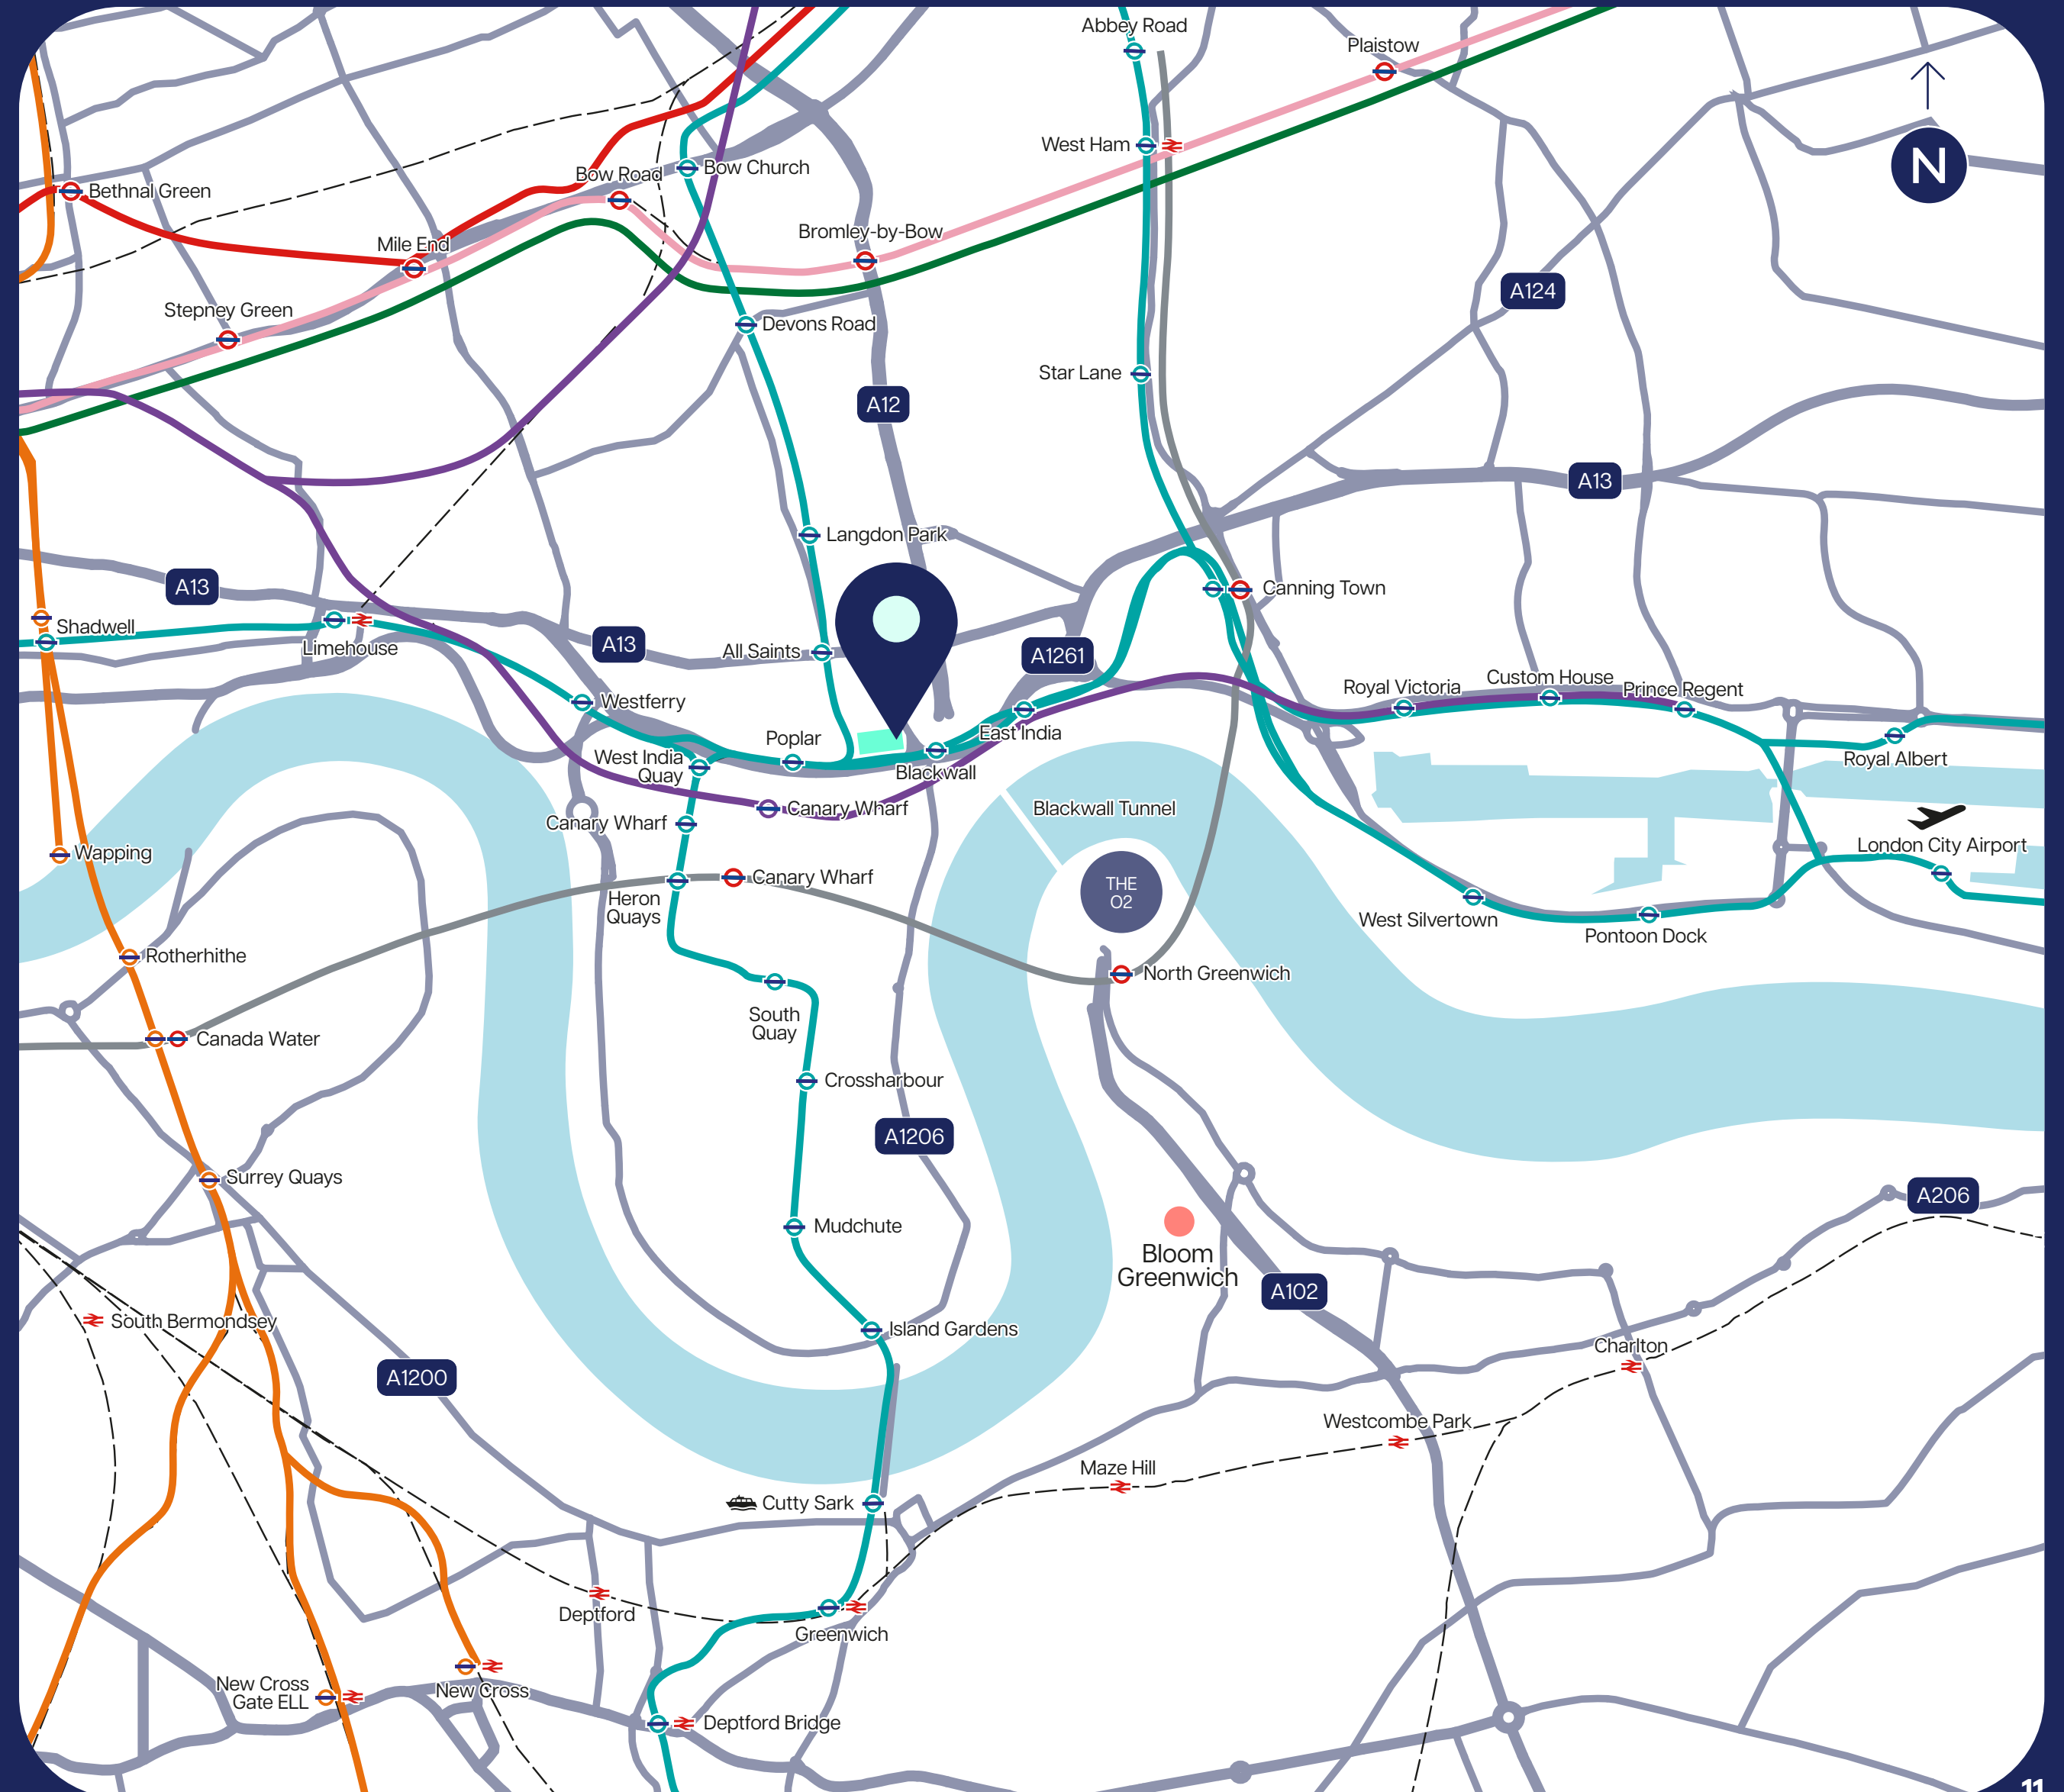 Abbey Road
Plaistow
West Ham
N
Bow Road
Bow Church
Bethnal Green
Mile End
Bromley-by-Bow
Stepney Green
Devons Road
A124
Star Lane
A12
A13
Langdon Park
A13
Canning Town
Shadwell
Limehouse
A13
All Saints
A1261
Westferry
Royal Victoria
Custom House
Prince Regent
East India
Poplar
West India
Quay
Blackwall
Royal Albert
Canary Wharf
Canary Wharf
Blackwall Tunnel
London City Airport
Wapping
Canary Wharf
THE
O2
Heron
Quays
West Silvertown
Pontoon Dock
Rotherhithe
North Greenwich
South
Quay
Canada Water
Crossharbour
A1206
Surrey Quays
A206
Mudchute
Bloom
Greenwich
A102
South Bermondsey
Island Gardens
Charlton
A1200
Westcombe Park
Maze Hill
Cutty Sark
Deptford
Greenwich
New Cross
Gate ELL
New Cross
Deptford Bridge
11